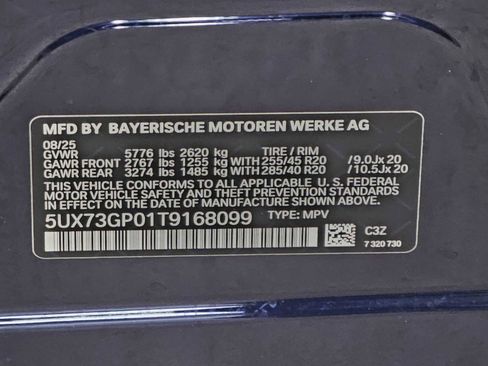 MFD BY BAYERISCHE MOTOREN WERKE AG
08/25
GVWR 5776 lbs 2620 kg TIRE / RIM
GAWR FRONT 2767 lbs 1255 kg WITH 255/45 R20 /9.0Jx 20
GAWR REAR 3274 lbs 1485 kg WITH 285/40 R20 /10.5Jx 20
THIS VEHICLE CONFORMS TO ALL APPLICABLE U.S. FEDERAL
MOTOR VEHICLE SAFETY AND THEFT PREVENTION STANDARDS
IN EFFECT ON THE DATE OF MANUFACTURE SHOWN ABOVE.
5UX73GP01T9168099 TYPE: MPV
C3Z
7 320 730